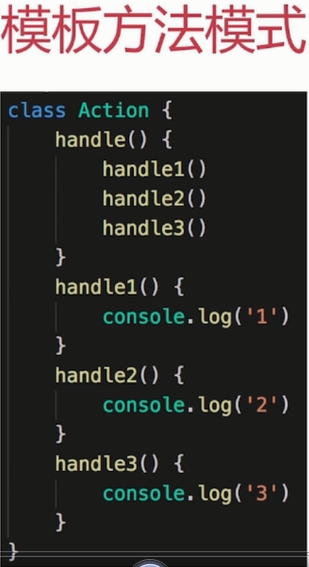 模板方法模式
class Action {
    handle() {
        handle1()
        handle2()
        handle3()
    }
    handle1() {
        console.log('1')
    }
    handle2() {
        console.log('2')
    }
    handle3() {
        console.log('3')
    }
}